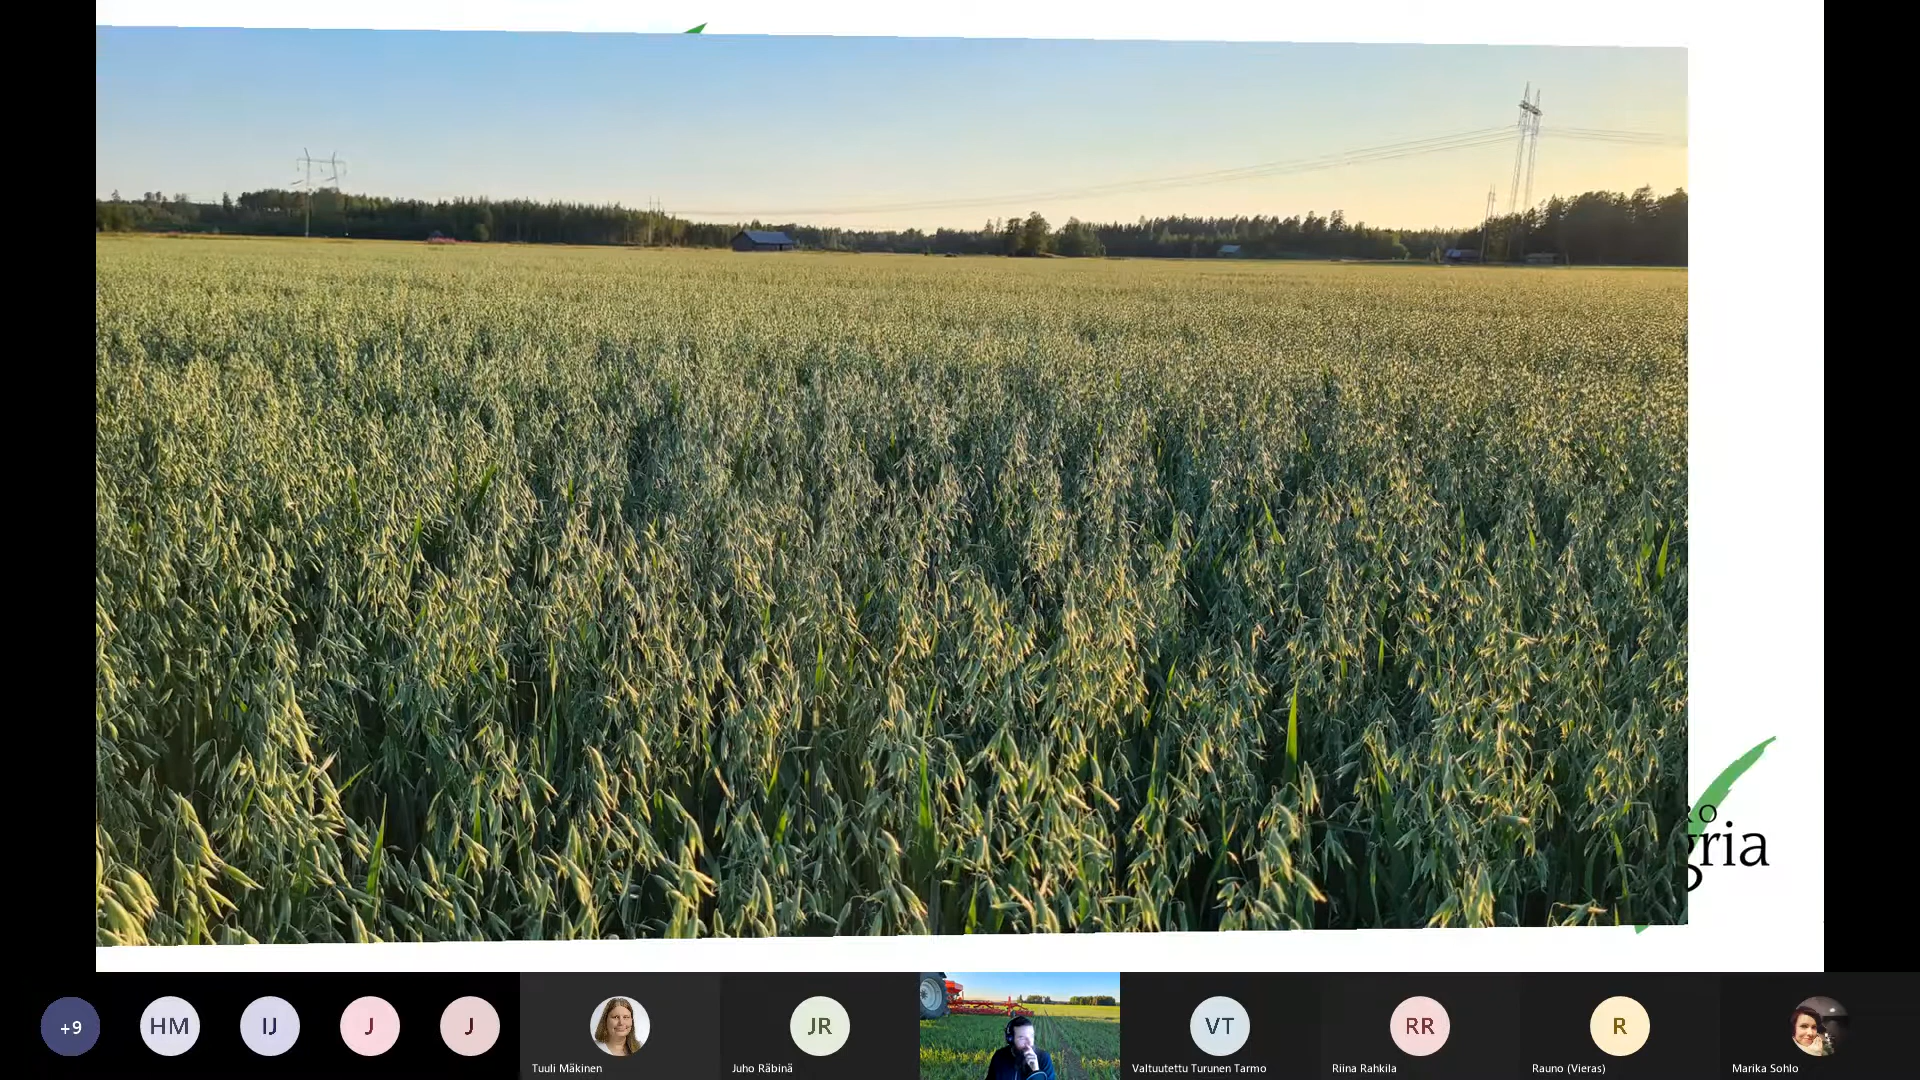 RO
gria
+9
HM
IJ
J
J
Tuuli Mäkinen
JR
Juho Räbinä
VT
Valtuutettu Turunen Tarmo
RR
Riina Rahkila
R
Rauno (Vieras)
Marika Sohlo